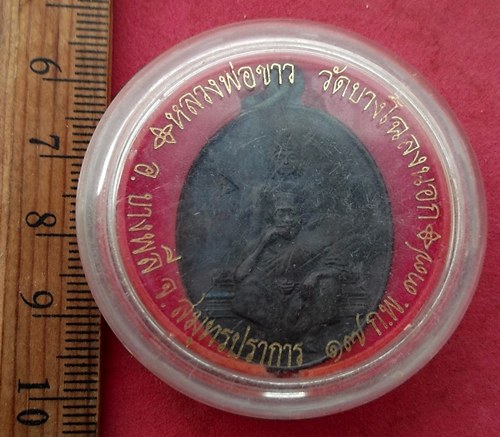 หลวงพ่อขาว วัดบางโฉลงนอก
อ. บางพลี จ. สมุทรปราการ ๑๗ ก.พ. ๓๗
6
7
8
9
10